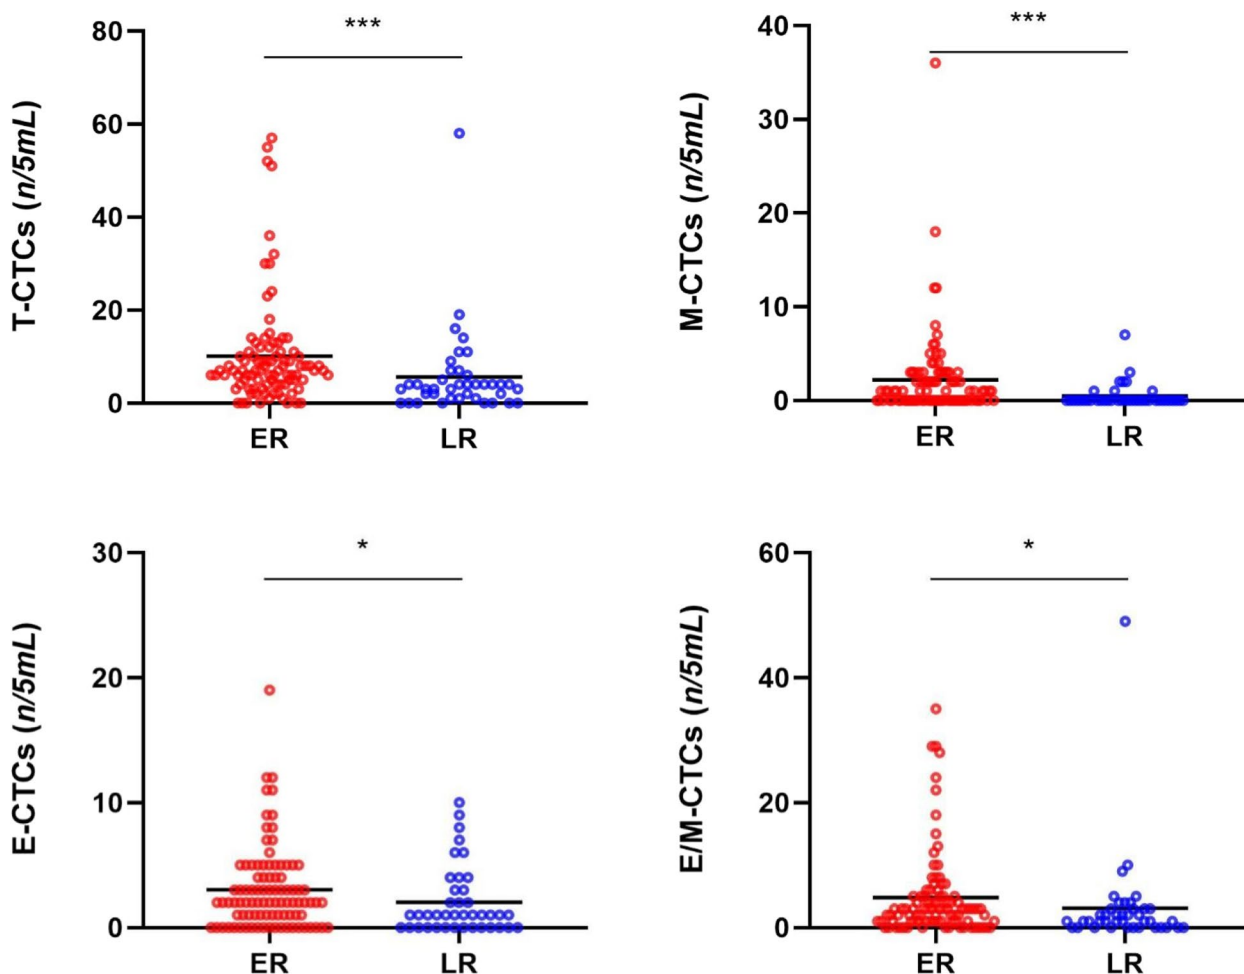 T-CTCs (n/5mL)
80
60
40
20
0
***
ER
LR
M-CTCs (n/5mL)
40
30
20
10
0
***
ER
LR
E-CTCs (n/5mL)
30
20
10
0
*
ER
LR
E/M-CTCs (n/5mL)
60
40
20
0
*
ER
LR